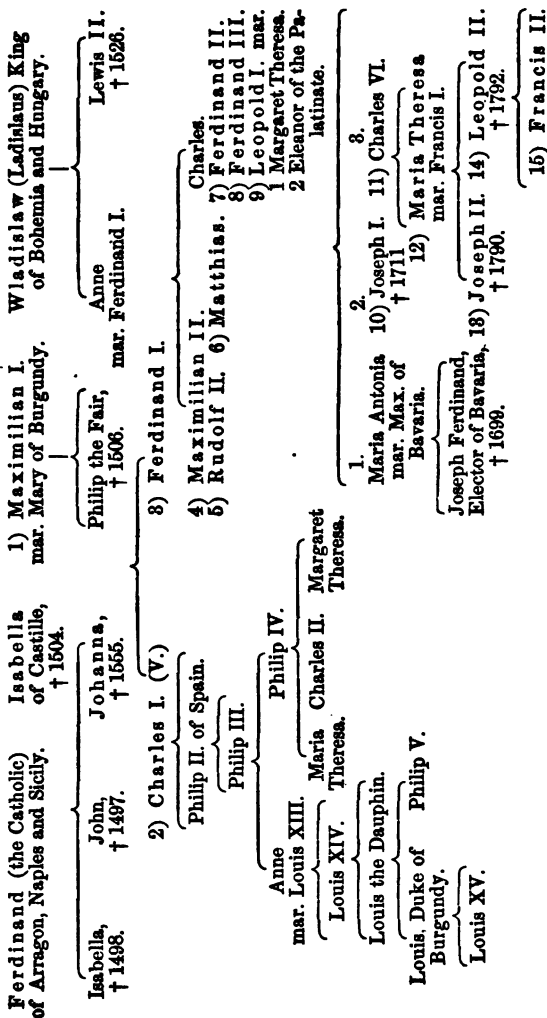 Ferdinand (the Catholic)
of Arragon, Naples and Sicily.
Isabella
of Castille,
† 1504.
1) Maximilian I.
mar. Mary of Burgundy.
Wladislaw (Ladislaus) King
of Bohemia and Hungary.
Isabella,
† 1498.
John,
† 1497.
Johanna,
† 1555.
Philip the Fair,
† 1506.
Anne
mar. Ferdinand I.
Lewis II.
† 1526.
2) Charles I. (V.)
3) Ferdinand I.
Philip II. of Spain.
Philip III.
4) Maximilian II.
5) Rudolf II. 6) Matthias.
Charles.
7) Ferdinand II.
8) Ferdinand III.
9) Leopold I. mar.
1 Margaret Theresa.
2 Eleanor of the Pa-
latinate.
Anne
mar. Louis XIII.
Philip IV.
Louis XIV.
Maria
Theresa.
Charles II.
Margaret
Theresa.
Louis the Dauphin.
Louis, Duke of
Burgundy.
Philip V.
Louis XV.
1.
Maria Antonia
mar. Max. of
Bavaria.
2.
10) Joseph I.
† 1711
3.
11) Charles VI.
12) Maria Theresa
mar. Francis I.
Joseph Ferdinand,
Elector of Bavaria,
† 1699.
13) Joseph II.
† 1790.
14) Leopold II.
† 1792.
15) Francis II.